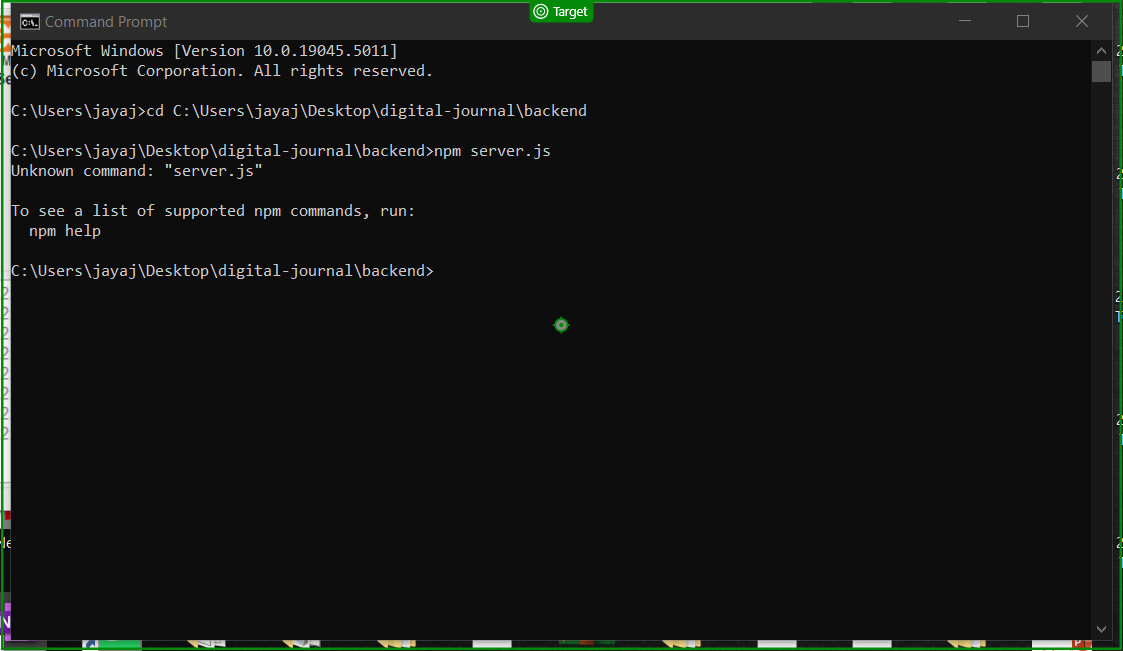 Target
Command Prompt
Microsoft Windows [Version 10.0.19045.5011]
(c) Microsoft Corporation. All rights reserved.
C:\Users\jayaj>cd C:\Users\jayaj\Desktop\digital-journal\backend
C:\Users\jayaj\Desktop\digital-journal\backend>npm server.js
Unknown command: "server.js"
To see a list of supported npm commands, run:
npm help
C:\Users\jayaj\Desktop\digital-journal\backend>